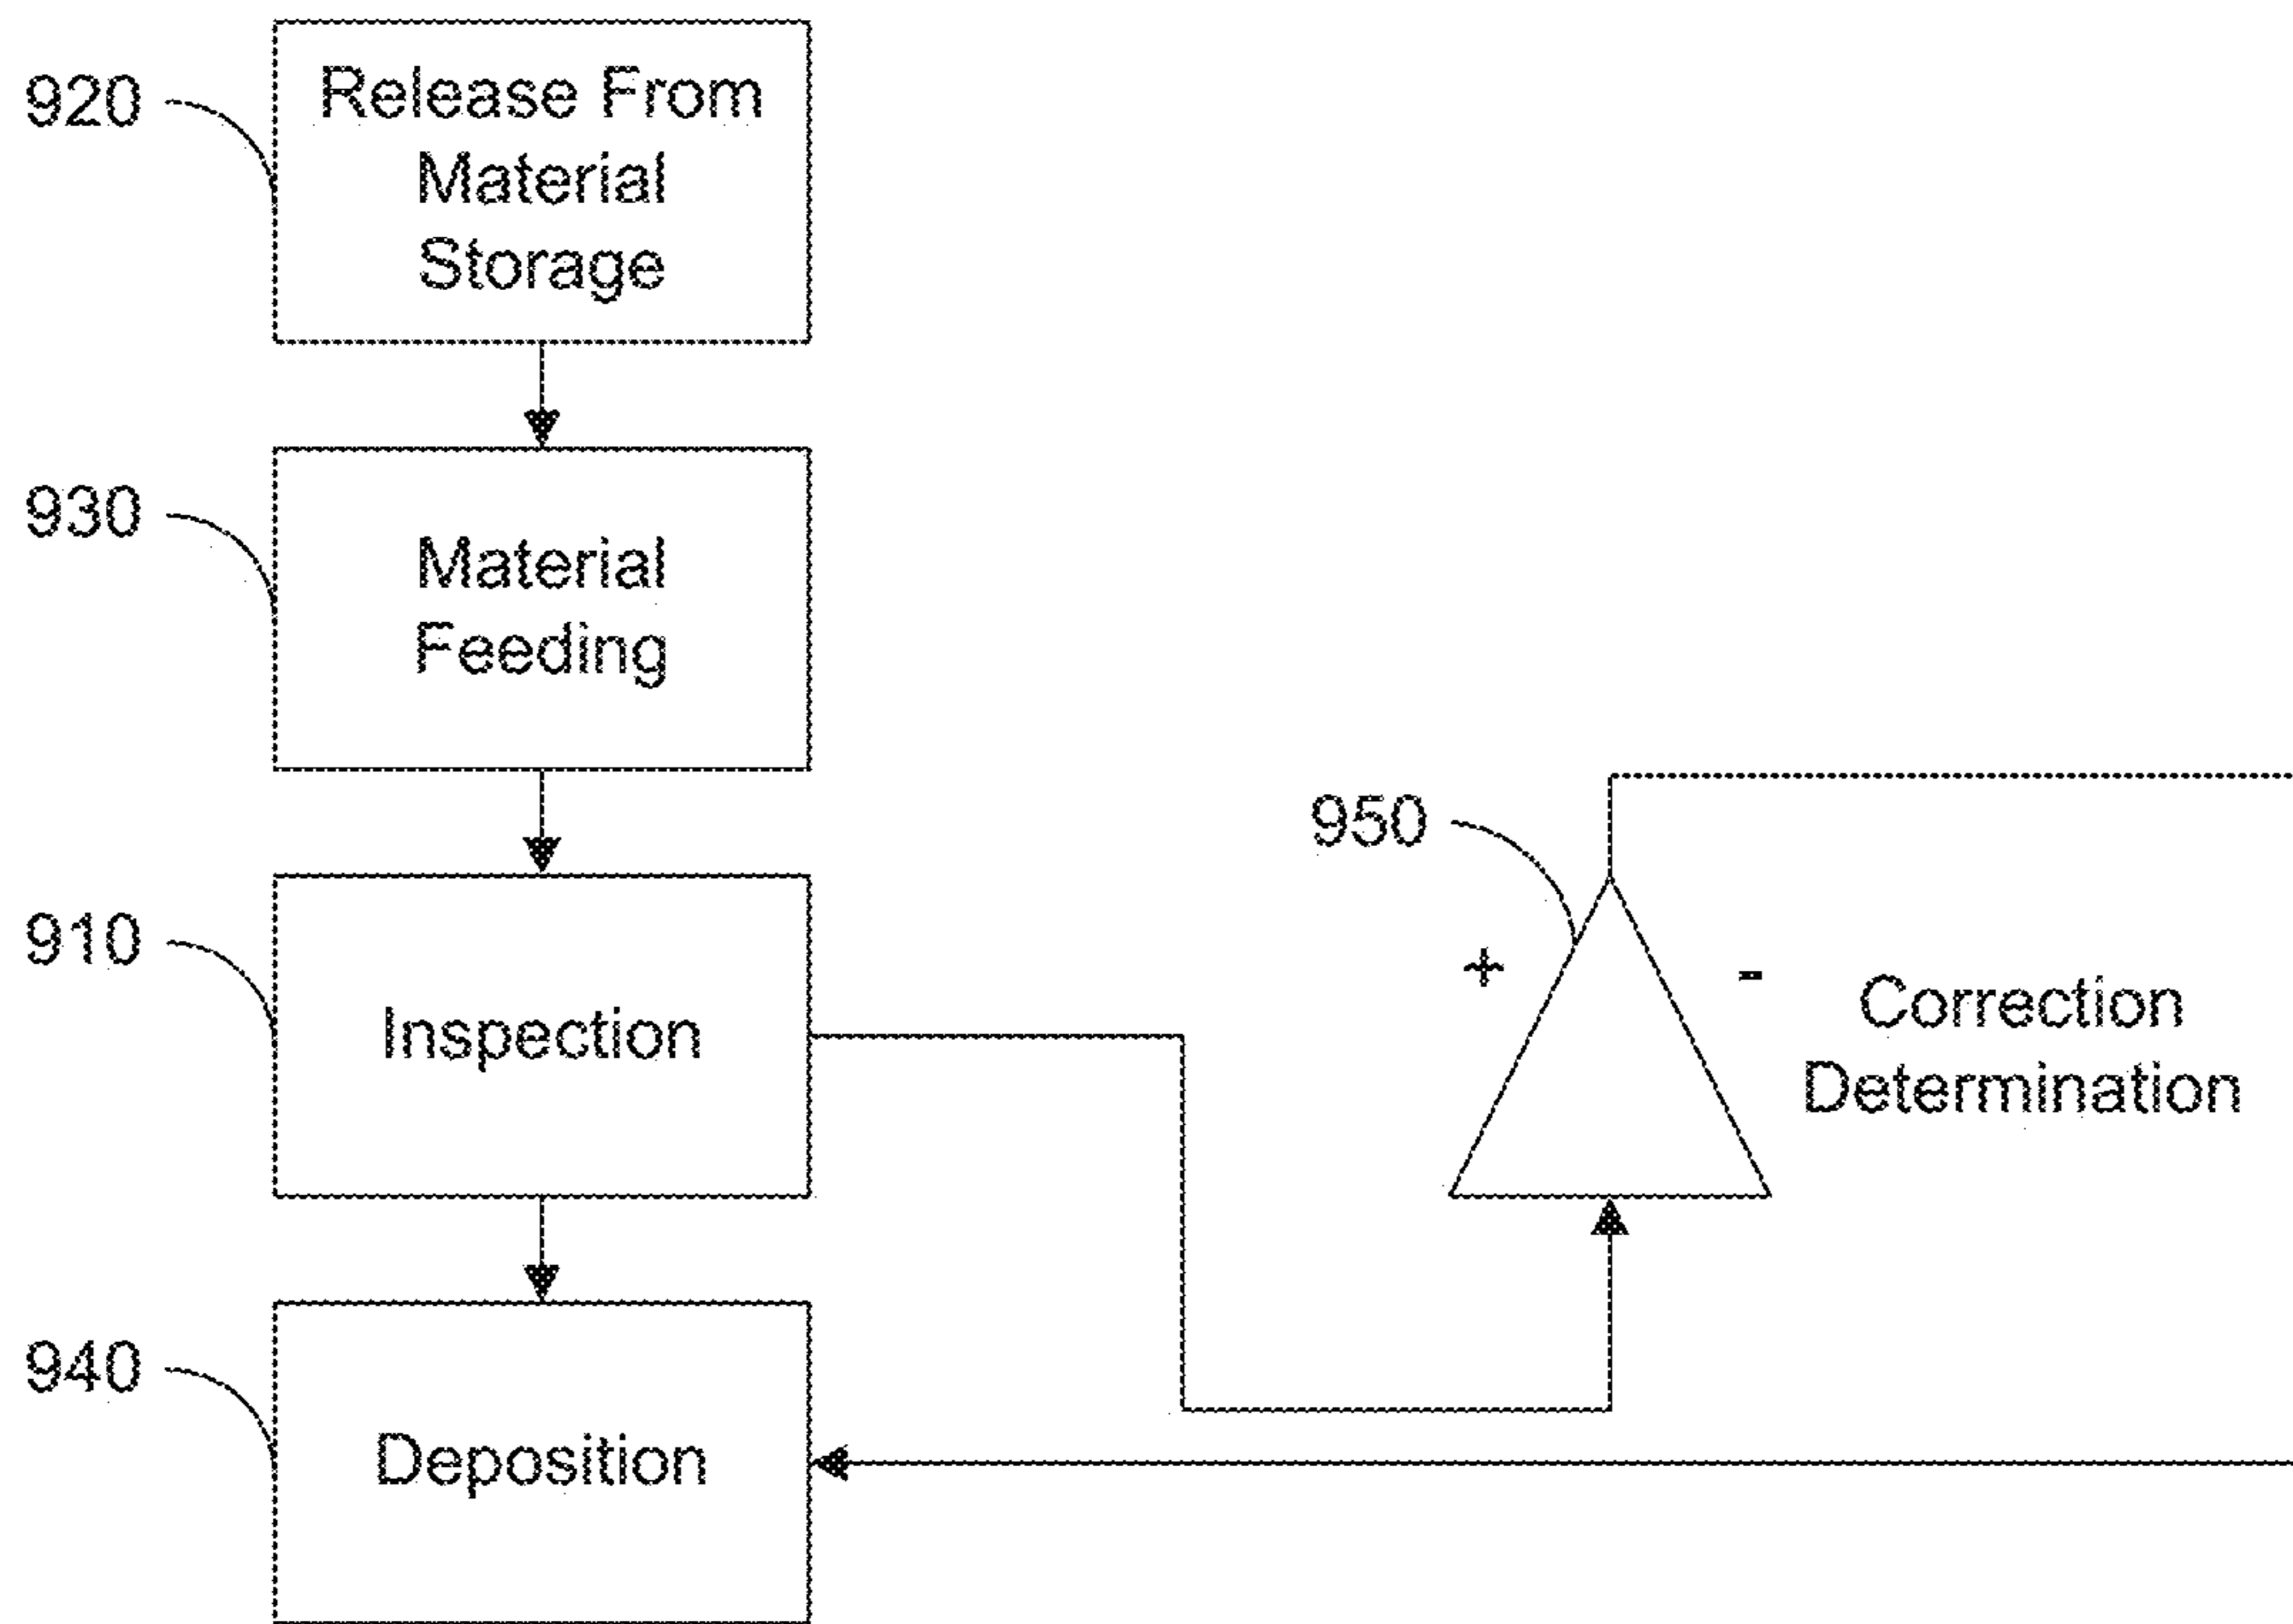 920
Release From
Material
Storage
930
Material
Feeding
950
910
Inspection
+
-
Correction
Determination
940
Deposition